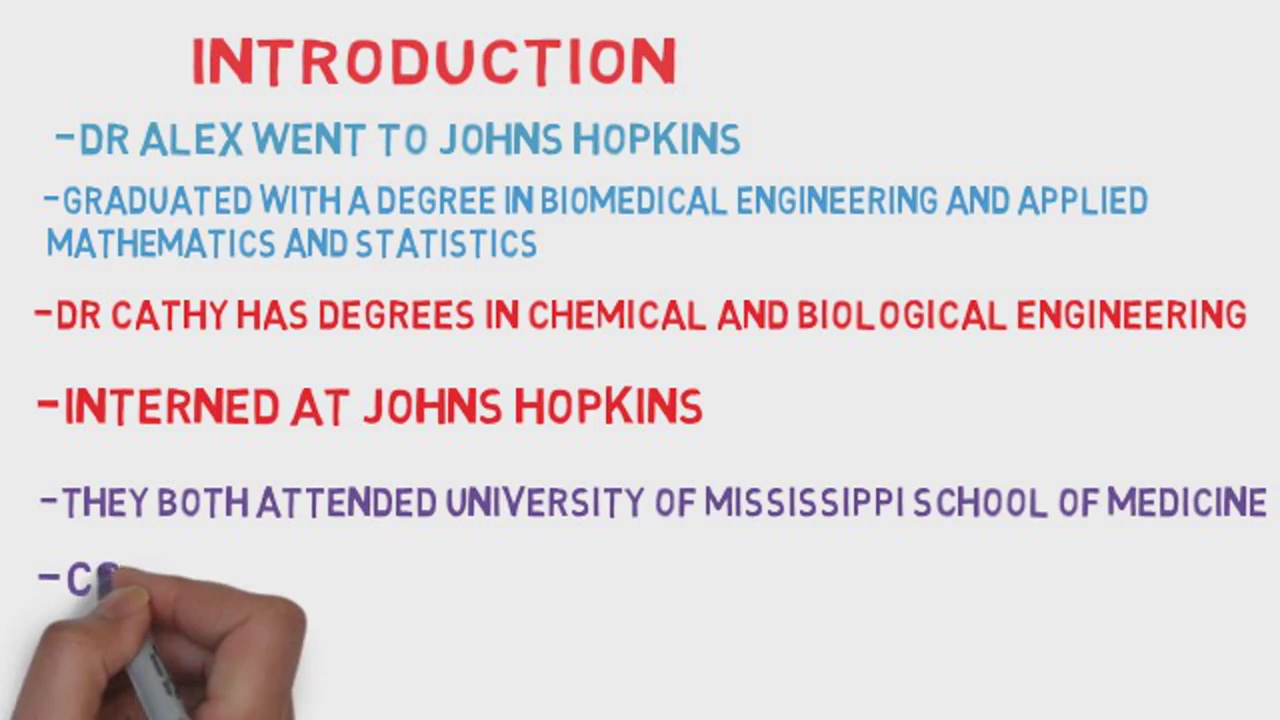 INTRODUCTION
-DR ALEX WENT TO JOHNS HOPKINS
-GRADUATED WITH A DEGREE IN BIOMEDICAL ENGINEERING AND APPLIED
MATHEMATICS AND STATISTICS
-DR CATHY HAS DEGREES IN CHEMICAL AND BIOLOGICAL ENGINEERING
-INTERNED AT JOHNS HOPKINS
-THEY BOTH ATTENDED UNIVERSITY OF MISSISSIPPI SCHOOL OF MEDICINE